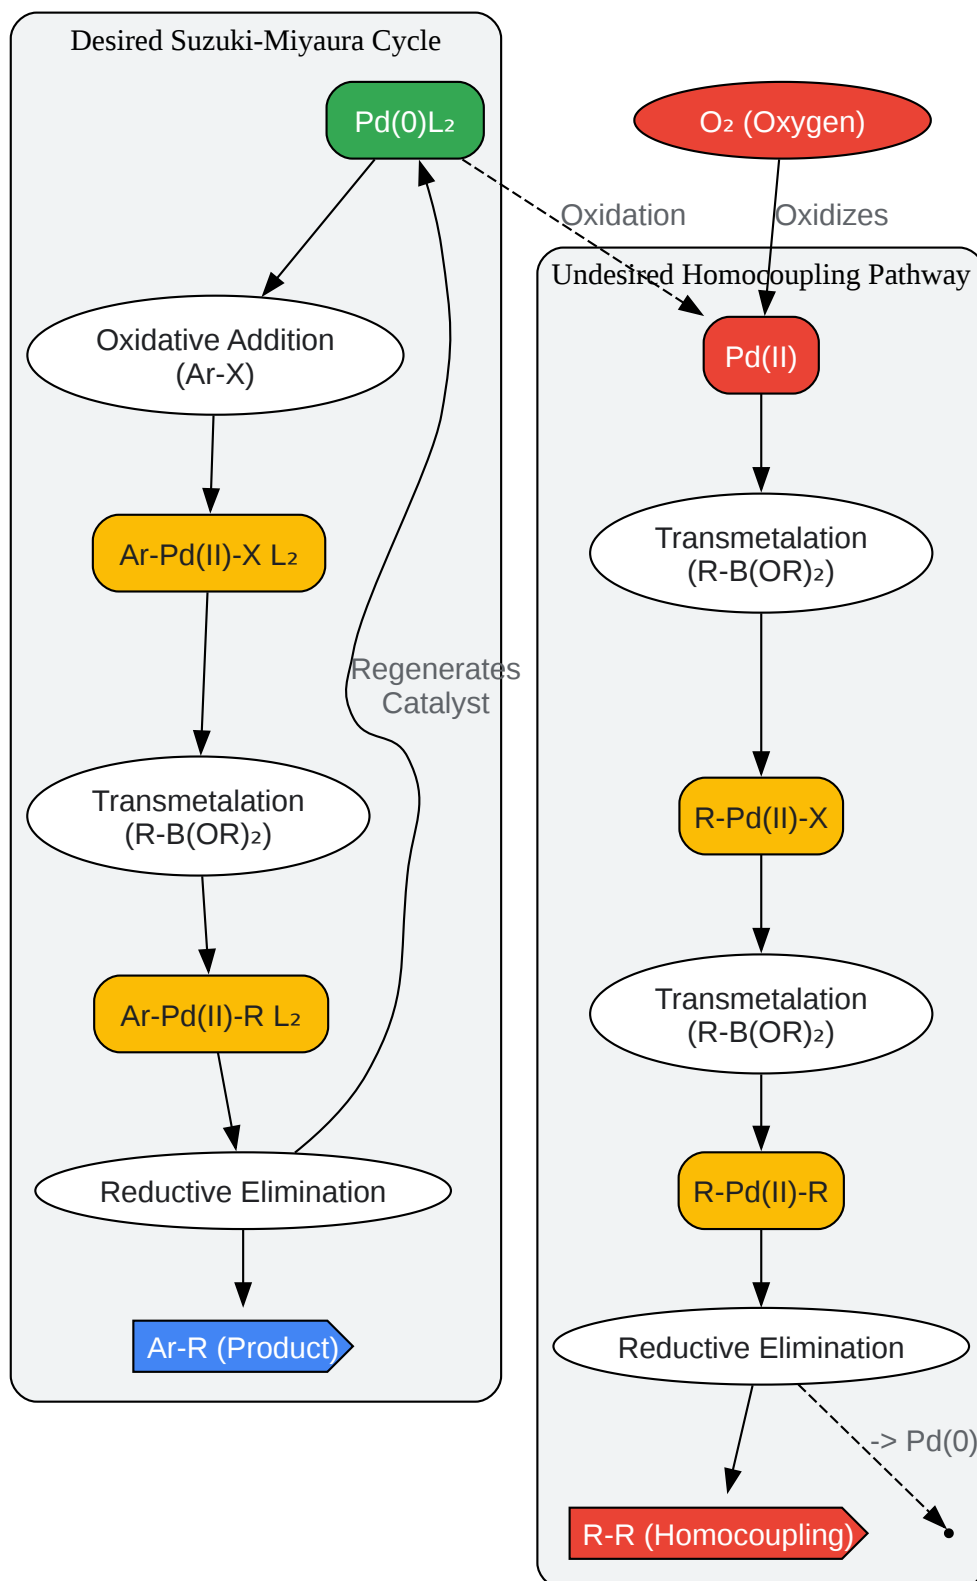 Desired Suzuki-Miyaura Cycle
Pd(0)L₂
Oxidative Addition
(Ar-X)
Ar-Pd(II)-X L₂
Regenerates
Catalyst
Transmetalation
(R-B(OR)₂)
Ar-Pd(II)-R L₂
Reductive Elimination
Ar-R (Product)
O₂ (Oxygen)
Oxidation
Oxidizes
Undesired Homocoupling Pathway
Pd(II)
Transmetalation
(R-B(OR)₂)
R-Pd(II)-X
Transmetalation
(R-B(OR)₂)
R-Pd(II)-R
Reductive Elimination
-> Pd(0)
R-R (Homocoupling)